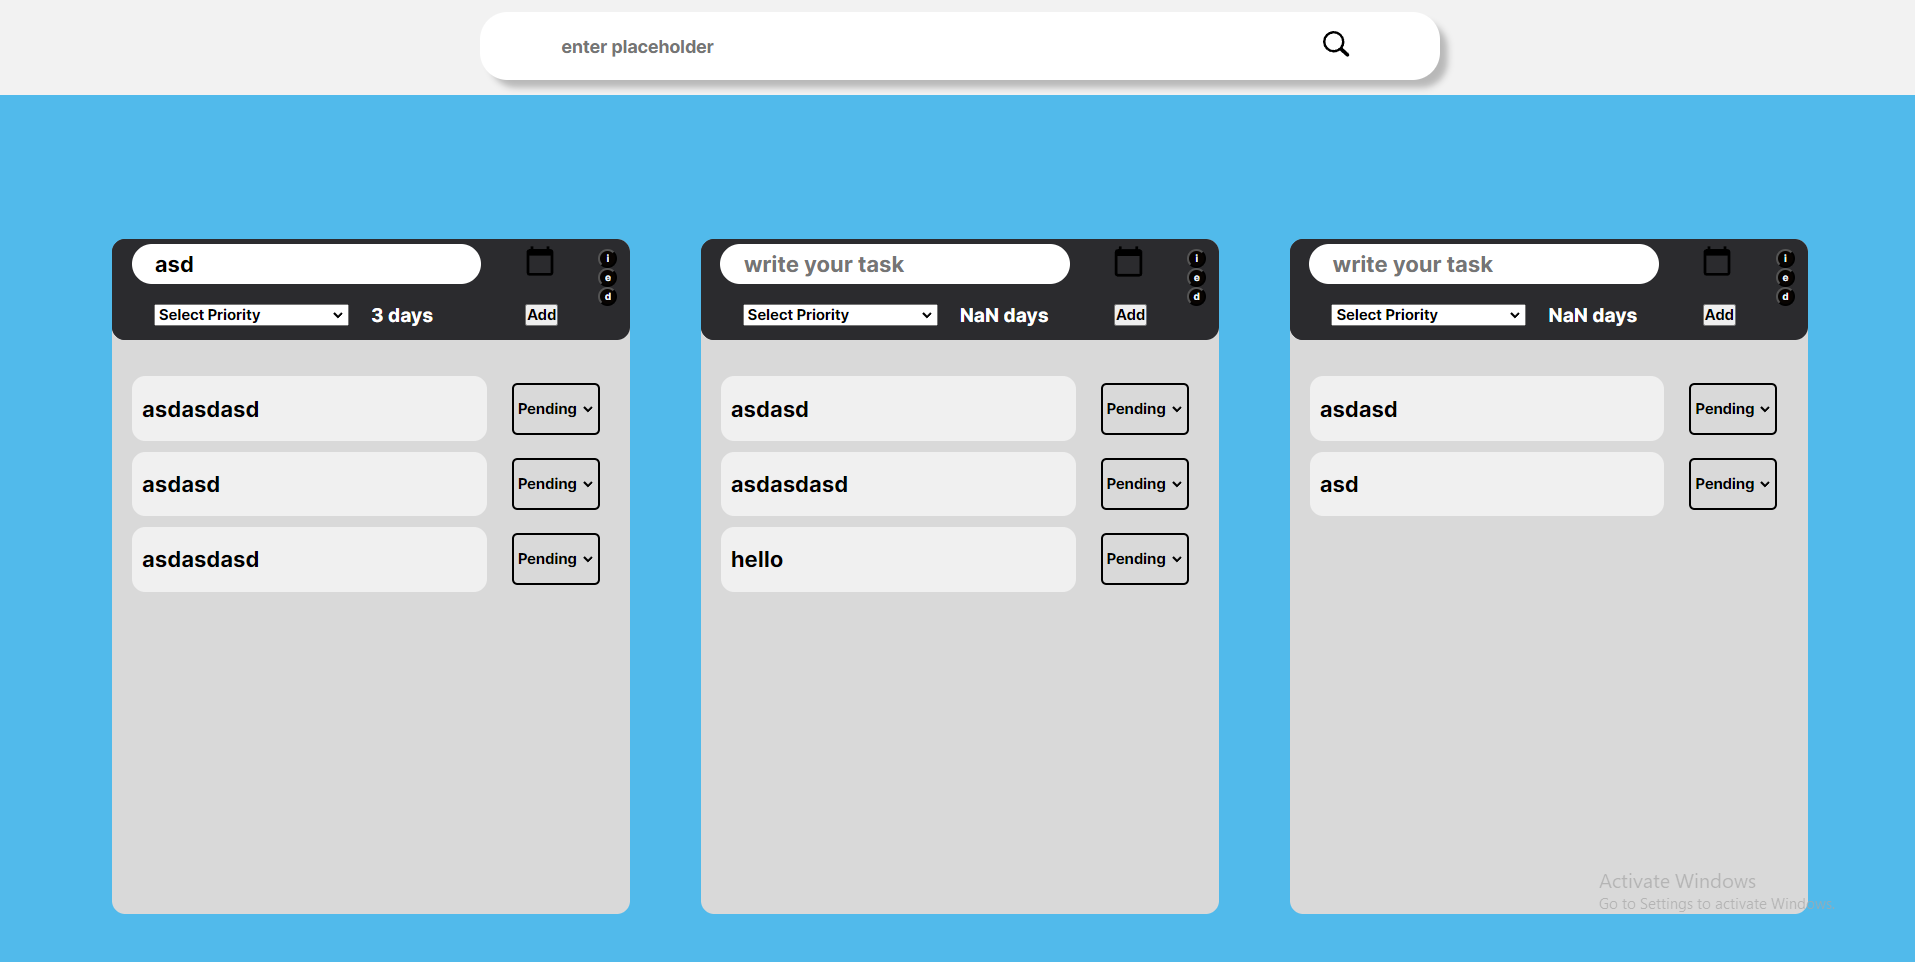 enter placeholder
asd
i
e
d
Select Priority 3 days Add
asdasdasd Pending
asdasd Pending
asdasdasd Pending
write your task
i
e
d
Select Priority NaN days Add
asdasd Pending
asdasdasd Pending
hello Pending
write your task
i
e
d
Select Priority NaN days Add
asdasd Pending
asd Pending
Activate Windows
Go to Settings to activate Windows.